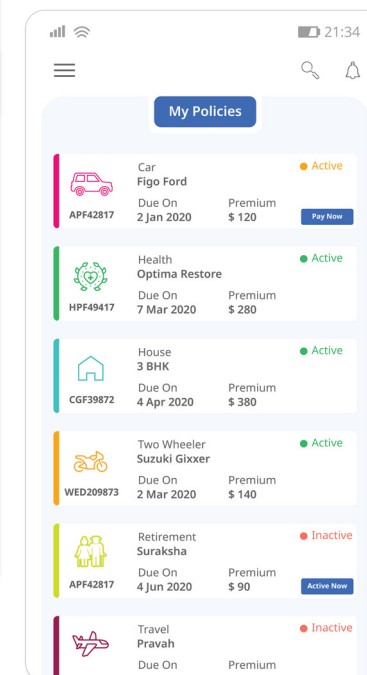 21:34
My Policies
Car
Active
Figo Ford
Due On Premium
APF42817 2 Jan 2020 $ 120 Pay Now
Health
Active
Optima Restore
Due On Premium
HPF49417 7 Mar 2020 $ 280
House
Active
3 BHK
Due On Premium
CGF39872 4 Apr 2020 $ 380
Two Wheeler
Active
Suzuki Gixxer
Due On Premium
WED209873 2 Mar 2020 $ 140
Retirement
Inactive
Suraksha
Due On Premium
APF42817 4 Jun 2020 $ 90 Active Now
Travel
Inactive
Pravah
Due On Premium